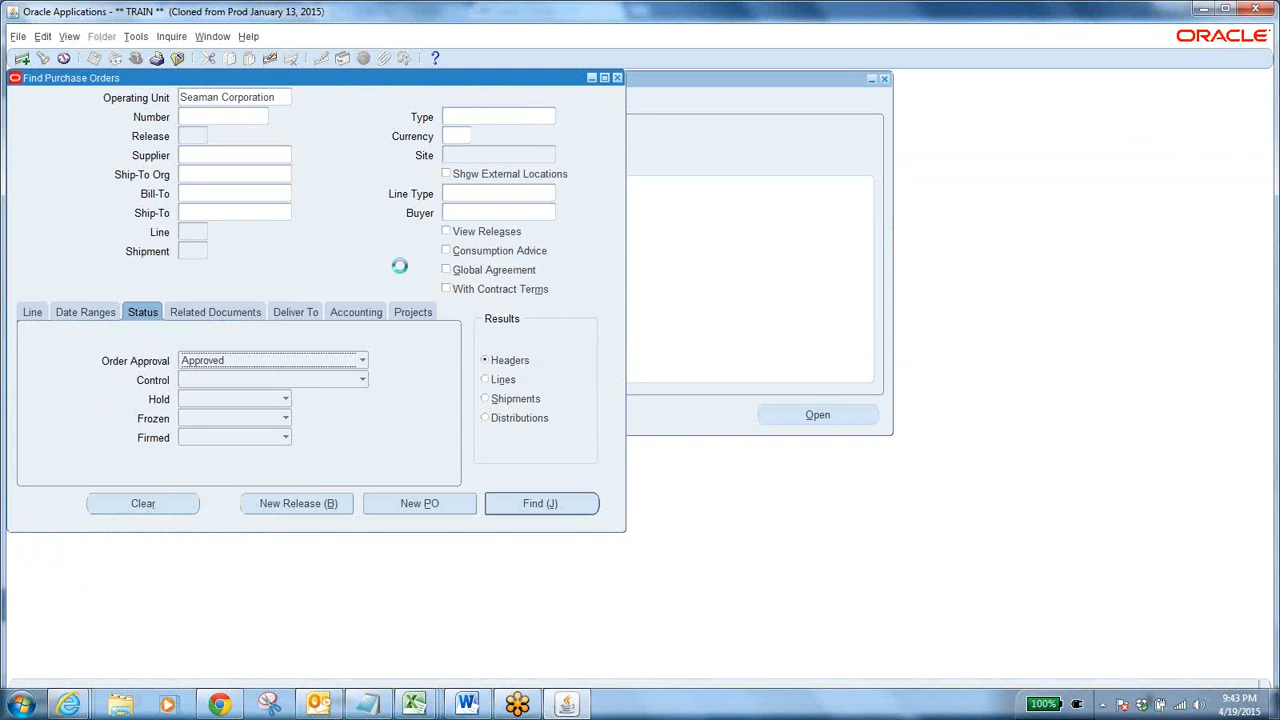 Oracle Applications - ** TRAIN ** (Cloned from Prod January 13, 2015)
File Edit View Folder Tools Inquire Window Help
ORACLE
?
Find Purchase Orders
Operating Unit Seaman Corporation
Number Type
Release Currency
Supplier Site
Ship-To Org Show External Locations
Bill-To Line Type
Ship-To Buyer
Line View Releases
Shipment Consumption Advice
Global Agreement
With Contract Terms
Line Date Ranges Status Related Documents Deliver To Accounting Projects
Results
Order Approval Approved Headers
Control Lines
Hold Shipments
Frozen Distributions
Firmed
Open
Clear New Release (B) New PO Find (J)
100%
9:43 PM
4/19/2015